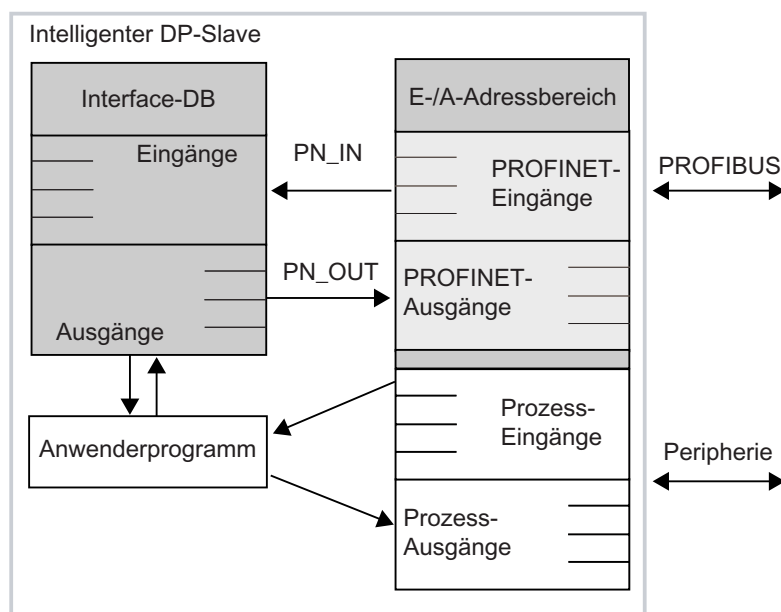 Intelligenter DP-Slave
Interface-DB
Eingänge
Ausgänge
Anwenderprogramm
PN_IN
PN_OUT
E-/A-Adressbereich
PROFINET-
Eingänge
PROFINET-
Ausgänge
Prozess-
Eingänge
Prozess-
Ausgänge
PROFIBUS
Peripherie